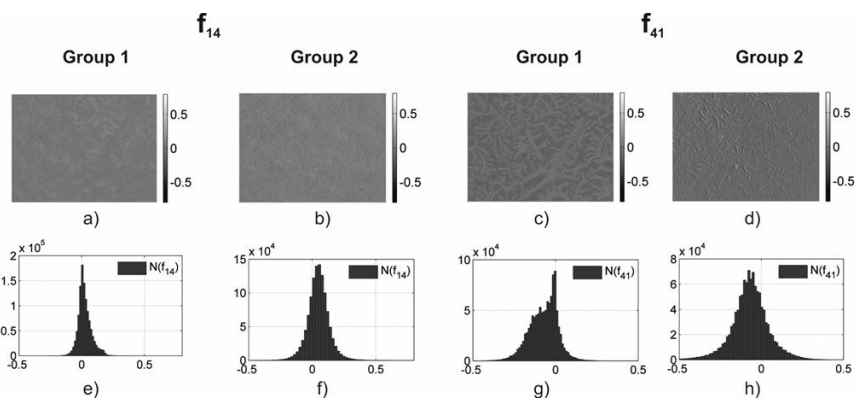 f14 f41
Group 1 Group 2 Group 1 Group 2
0.5 0.5 0.5 0.5
0 0 0 0
-0.5 -0.5 -0.5 -0.5
a) b) c) d)
x 10^5 x 10^4 x 10^4 x 10^4
2 15 10 8
N(f14) N(f14) N(f41) N(f41)
1.5 10 5 6
1 5 4
0.5 2
0 0 0 0
-0.5 0 0.5 -0.5 0 0.5 -0.5 0 0.5 -0.5 0 0.5
e) f) g) h)